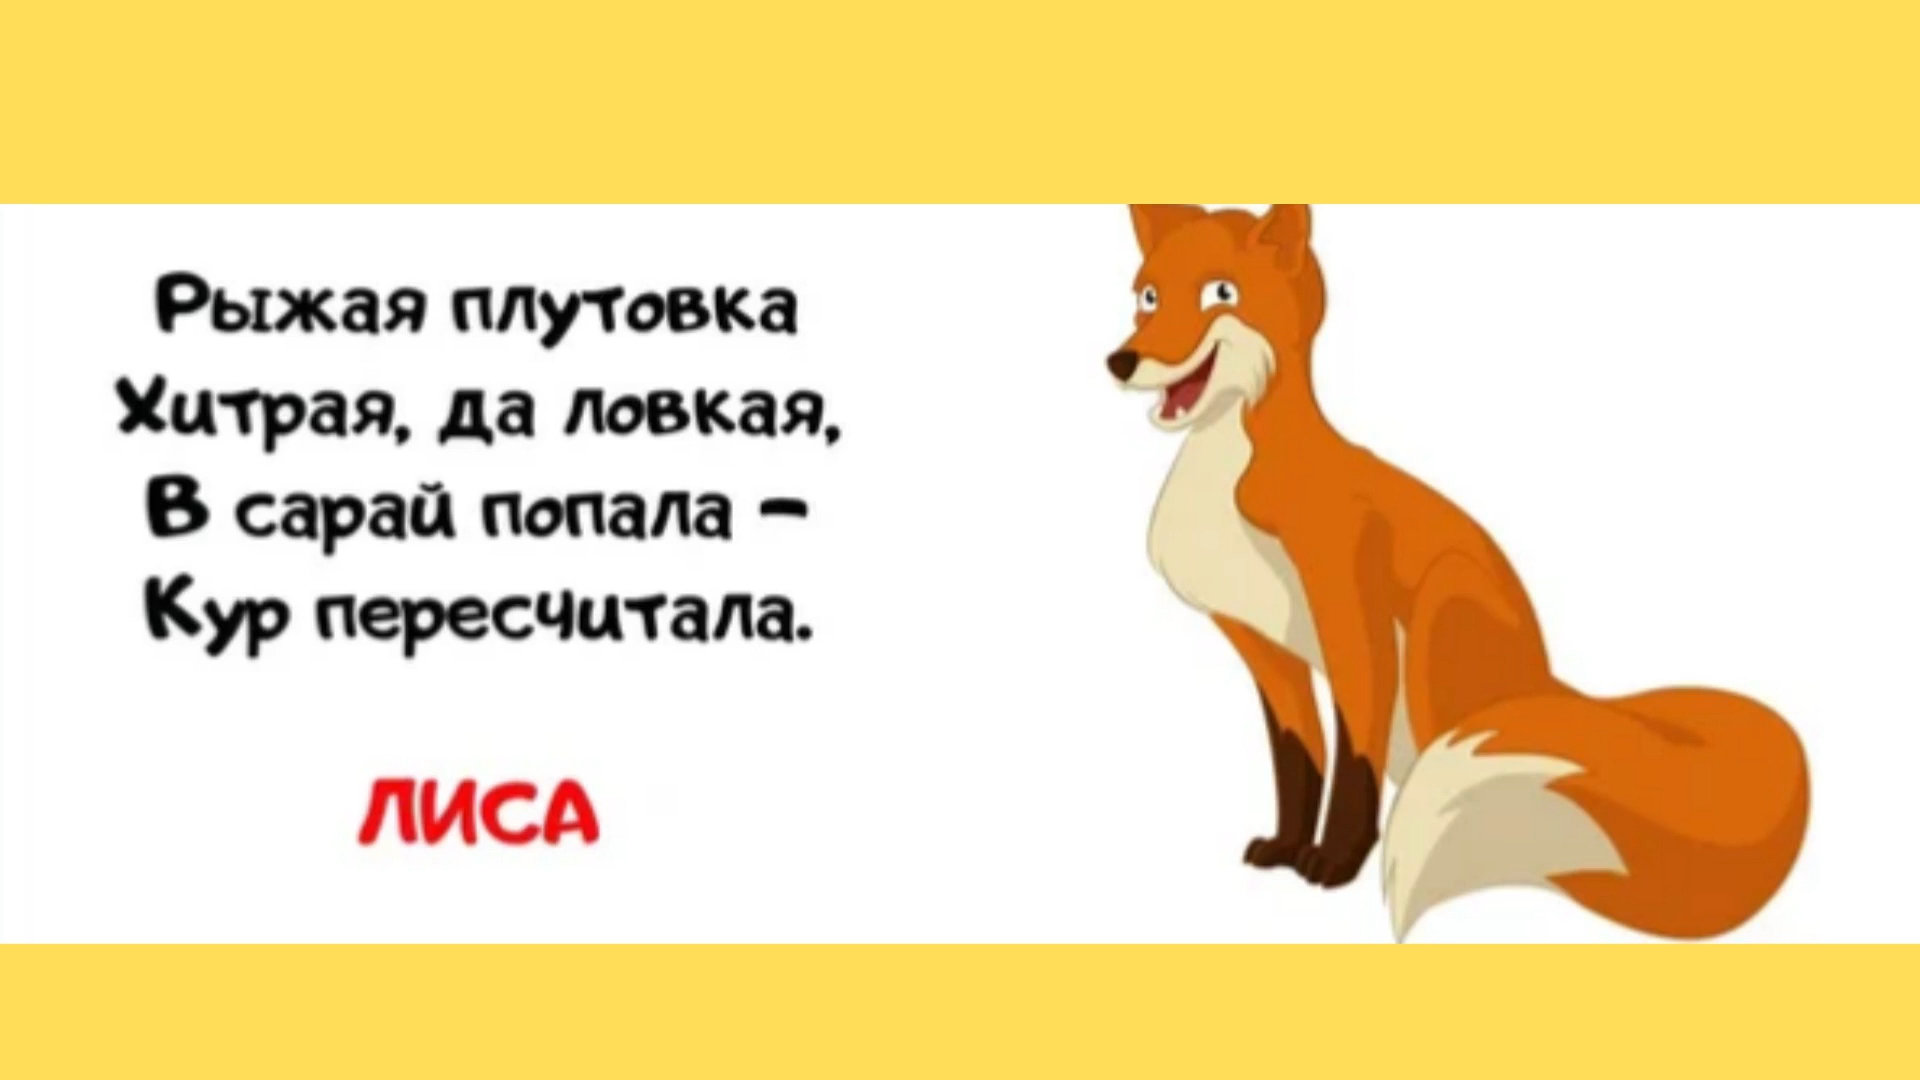 Рыжая плутовка
Хитрая, да ловкая,
В сарай попала –
Кур пересчитала.
ЛИСА